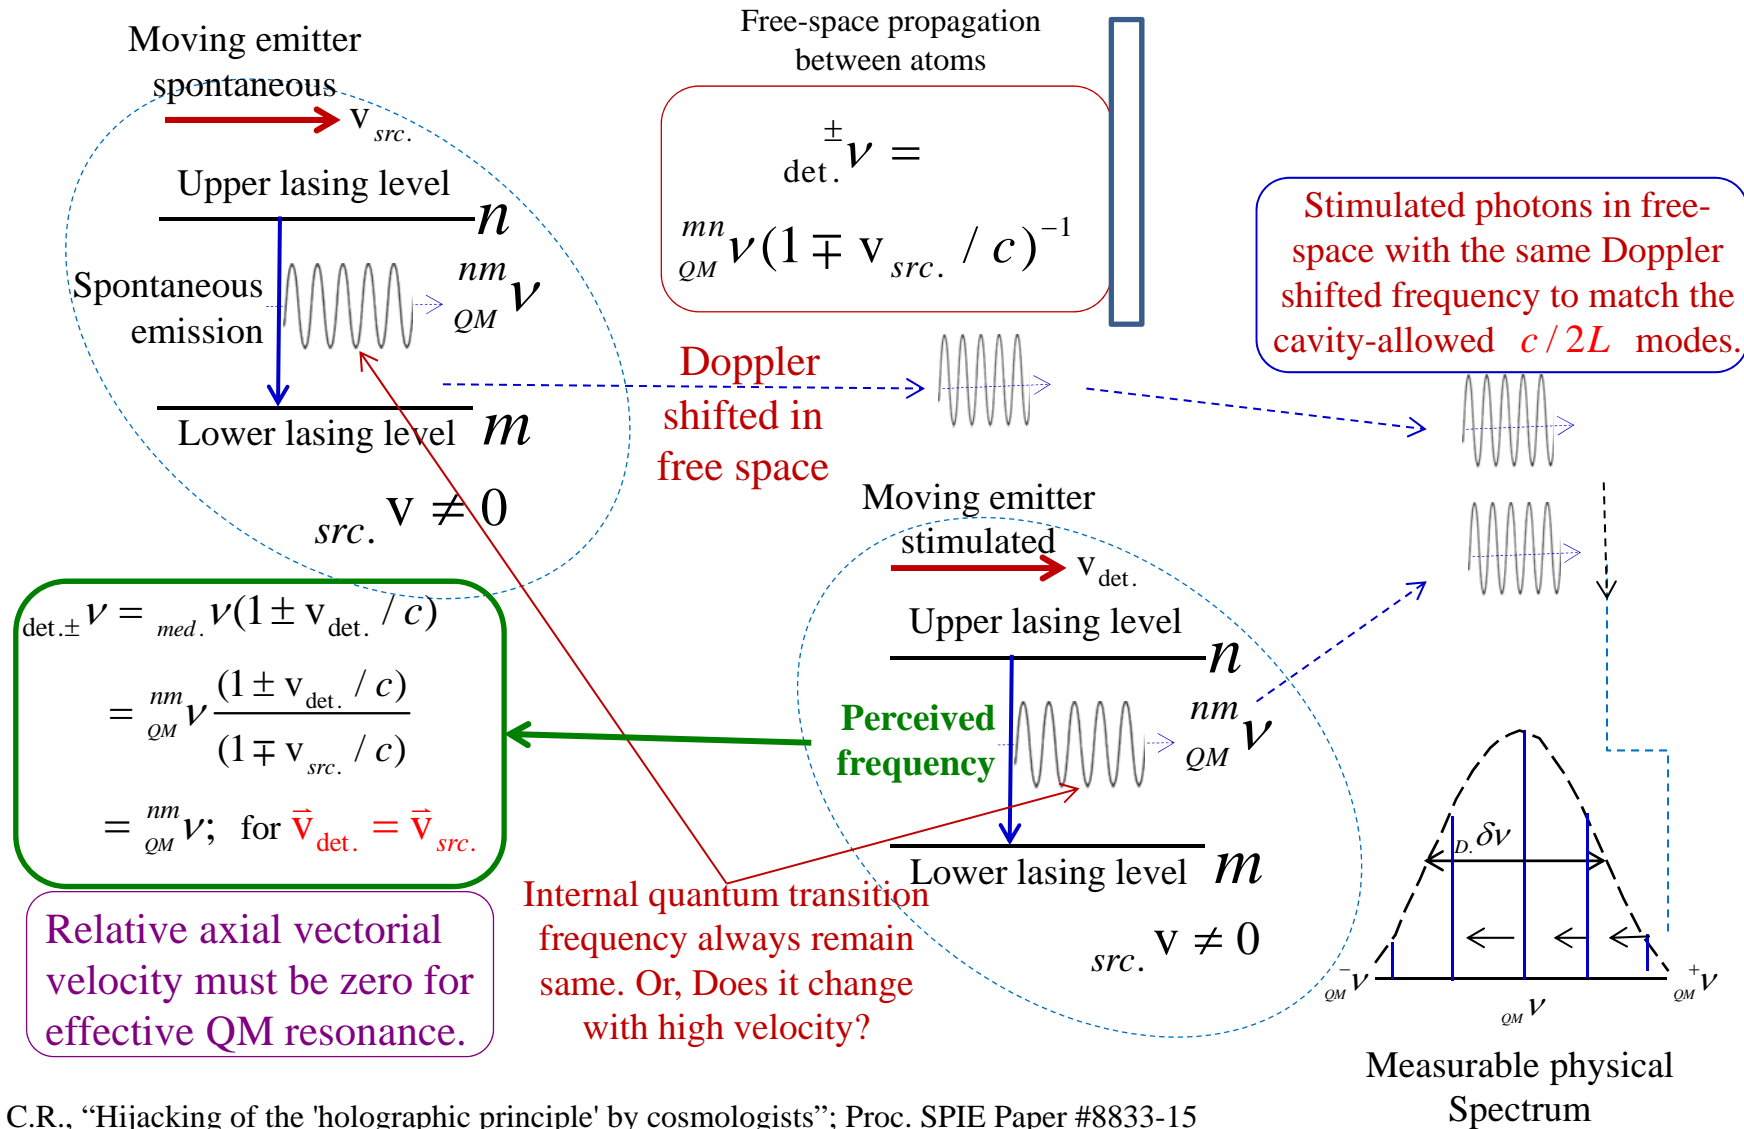 Moving emitter
spontaneous
v src.
Upper lasing level
n
Spontaneous
emission
nm
QM ν
Lower lasing level m
src. v ≠ 0
Free-space propagation
between atoms
±
det. ν =
mn
QM ν(1 ∓ v src. / c)⁻¹
Doppler
shifted in
free space
Stimulated photons in free-
space with the same Doppler
shifted frequency to match the
cavity-allowed c / 2L modes.
Moving emitter
stimulated
v det.
Upper lasing level
n
Perceived
frequency
nm
QM ν
Lower lasing level m
src. v ≠ 0
det.± ν = med. ν(1 ± v det. / c)
= nm QM ν (1 ± v det. / c)
(1 ∓ v src. / c)
= nm QM ν; for v⃗ det. = v⃗ src.
Relative axial vectorial
velocity must be zero for
effective QM resonance.
Internal quantum transition
frequency always remain
same. Or, Does it change
with high velocity?
D. δν
− QM ν
QM ν
+ QM ν
Measurable physical
Spectrum
C.R., “Hijacking of the 'holographic principle' by cosmologists”; Proc. SPIE Paper #8833-15